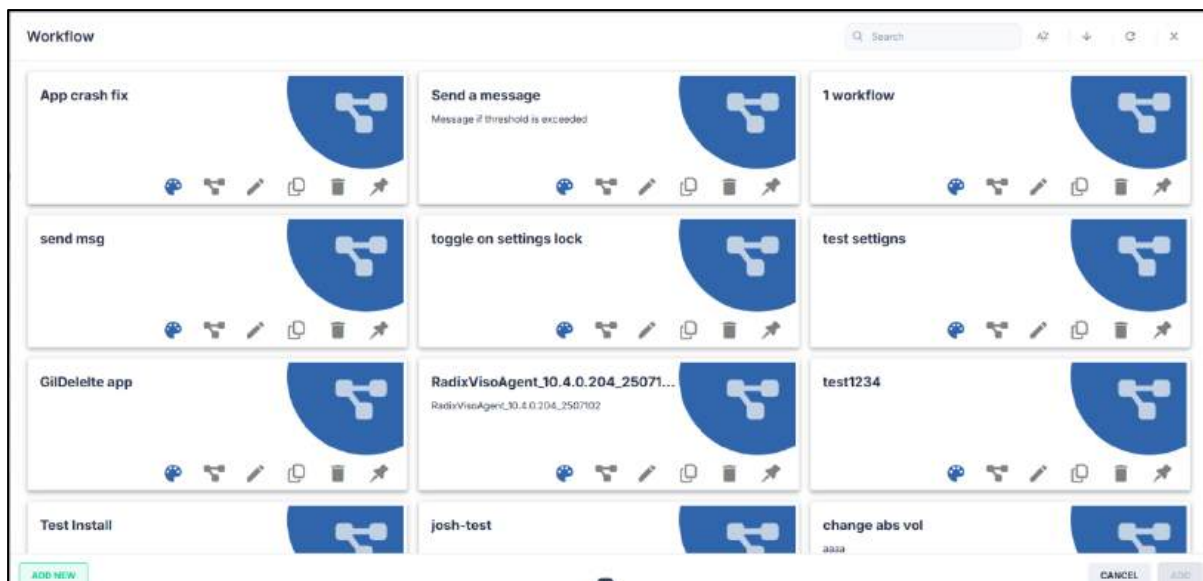 Workflow
Search
App crash fix
Send a message
1 workflow
Message if threshold is exceeded
send msg
toggle on settings lock
test settigns
GilDelelte app
RadixVisoAgent_10.4.0.204_25071...
test1234
RadixVisoAgent_10.4.0.204_2507102
Test Install
josh-test
change abs vol
aaaa
ADD NEW
CANCEL
ADD